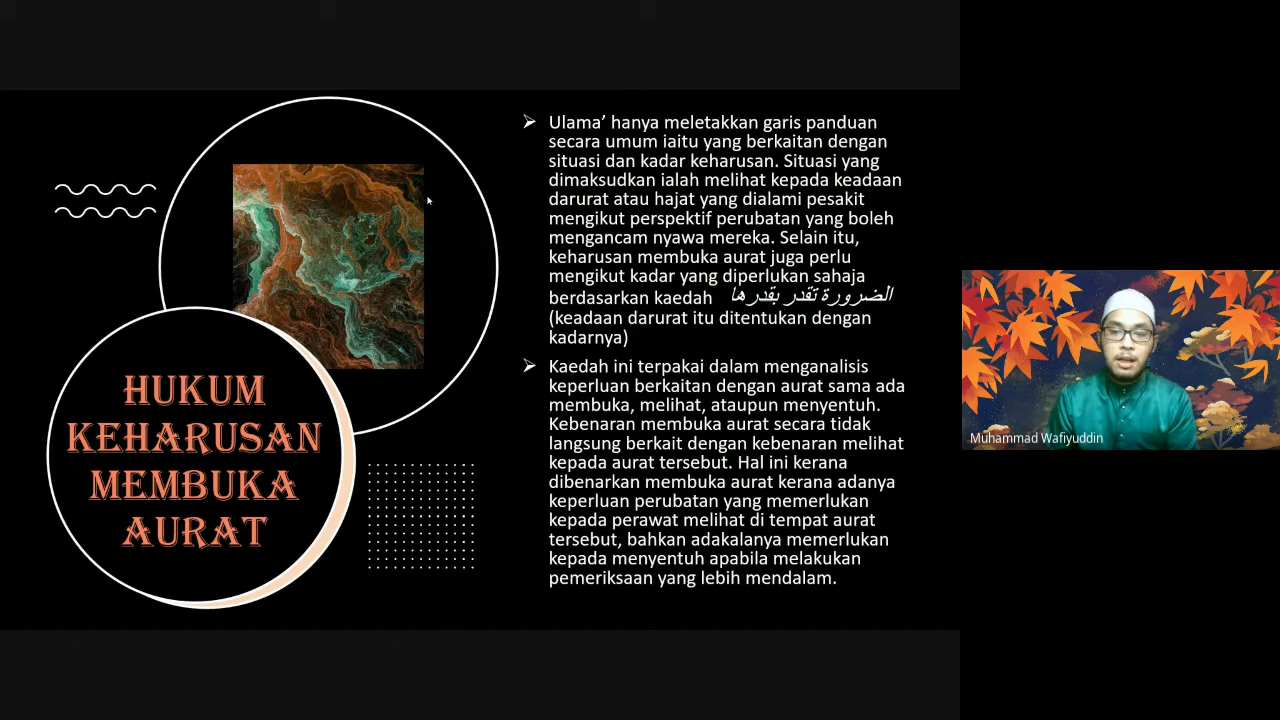 HUKUM
KEHARUSAN
MEMBUKA
AURAT
Ulama’ hanya meletakkan garis panduan
secara umum iaitu yang berkaitan dengan
situasi dan kadar keharusan. Situasi yang
dimaksudkan ialah melihat kepada keadaan
darurat atau hajat yang dialami pesakit
mengikut perspektif perubatan yang boleh
mengancam nyawa mereka. Selain itu,
keharusan membuka aurat juga perlu
mengikut kadar yang diperlukan sahaja
berdasarkan kaedah الضرورة تقدر بقدرها
(keadaan darurat itu ditentukan dengan
kadarnya)
Kaedah ini terpakai dalam menganalisis
keperluan berkaitan dengan aurat sama ada
membuka, melihat, ataupun menyentuh.
Kebenaran membuka aurat secara tidak
langsung berkait dengan kebenaran melihat
kepada aurat tersebut. Hal ini kerana
dibenarkan membuka aurat kerana adanya
keperluan perubatan yang memerlukan
kepada perawat melihat di tempat aurat
tersebut, bahkan adakalanya memerlukan
kepada menyentuh apabila melakukan
pemeriksaan yang lebih mendalam.
Muhammad Wafiyuddin